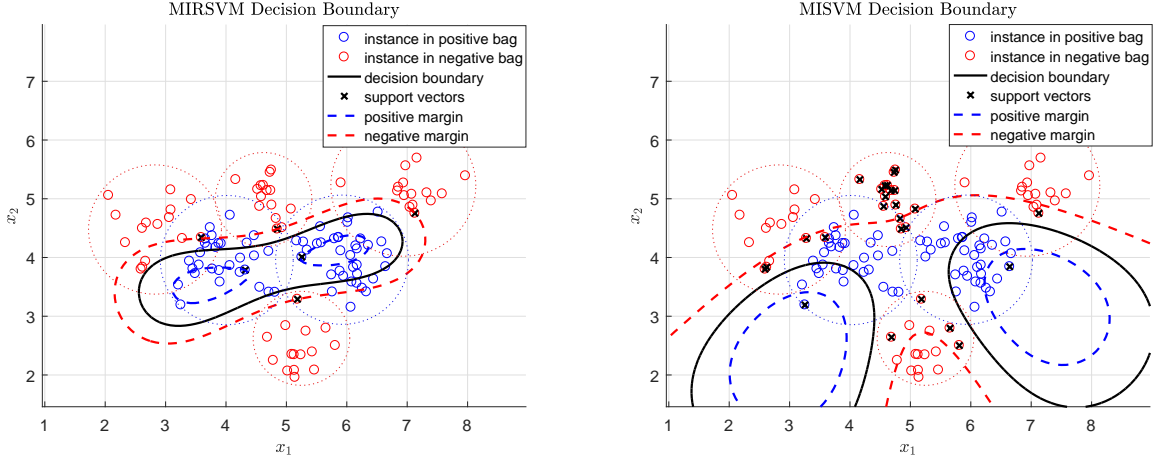 MIRSVM Decision Boundary
instance in positive bag
instance in negative bag
decision boundary
support vectors
positive margin
negative margin
7
6
5
4
3
2
x2
1 2 3 4 5 6 7 8
x1
MISVM Decision Boundary
instance in positive bag
instance in negative bag
decision boundary
support vectors
positive margin
negative margin
7
6
5
4
3
2
x2
1 2 3 4 5 6 7 8
x1